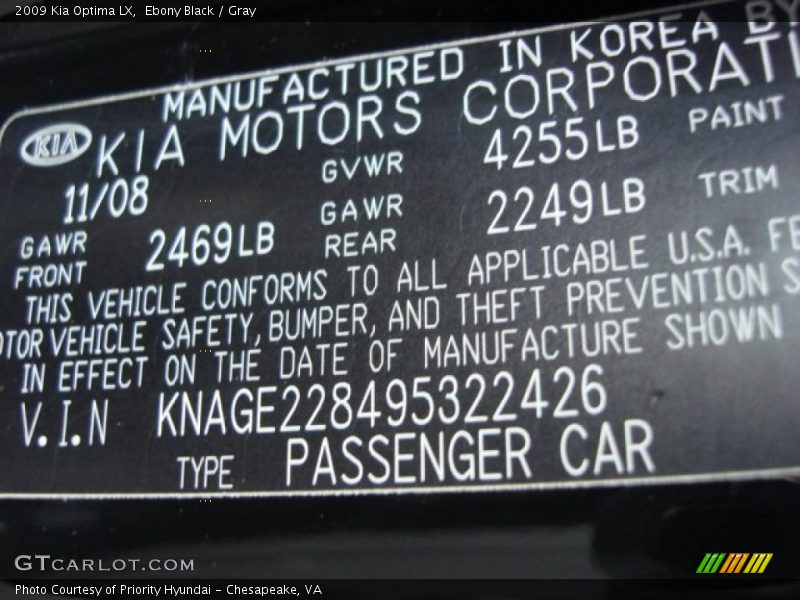 2009 Kia Optima LX, Ebony Black / Gray
MANUFACTURED IN KOREA BY
KIA KIA MOTORS CORPORATI
11/08 GVWR 4255LB PAINT
GAWR FRONT 2469LB GAWR REAR 2249LB TRIM
THIS VEHICLE CONFORMS TO ALL APPLICABLE U.S.A. FE
OTOR VEHICLE SAFETY, BUMPER, AND THEFT PREVENTION S
IN EFFECT ON THE DATE OF MANUFACTURE SHOWN
V.I.N KNAGE228495322426
TYPE PASSENGER CAR
GTCARLOT.COM
Photo Courtesy of Priority Hyundai - Chesapeake, VA